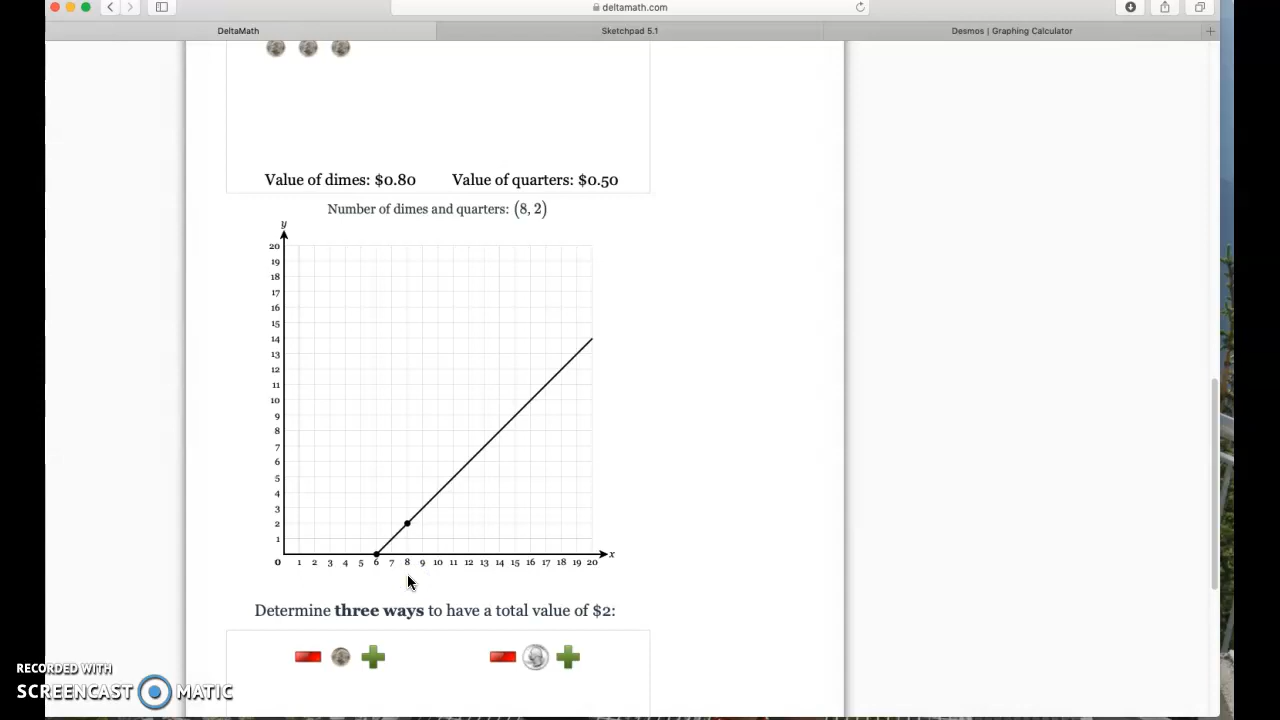 deltamath.com
DeltaMath
Sketchpad 5.1
Desmos | Graphing Calculator
Value of dimes: $0.80
Value of quarters: $0.50
Number of dimes and quarters: (8, 2)
y
20
19
18
17
16
15
14
13
12
11
10
9
8
7
6
5
4
3
2
1
0 1 2 3 4 5 6 7 8 9 10 11 12 13 14 15 16 17 18 19 20 x
Determine three ways to have a total value of $2:
RECORDED WITH
SCREENCAST MATIC